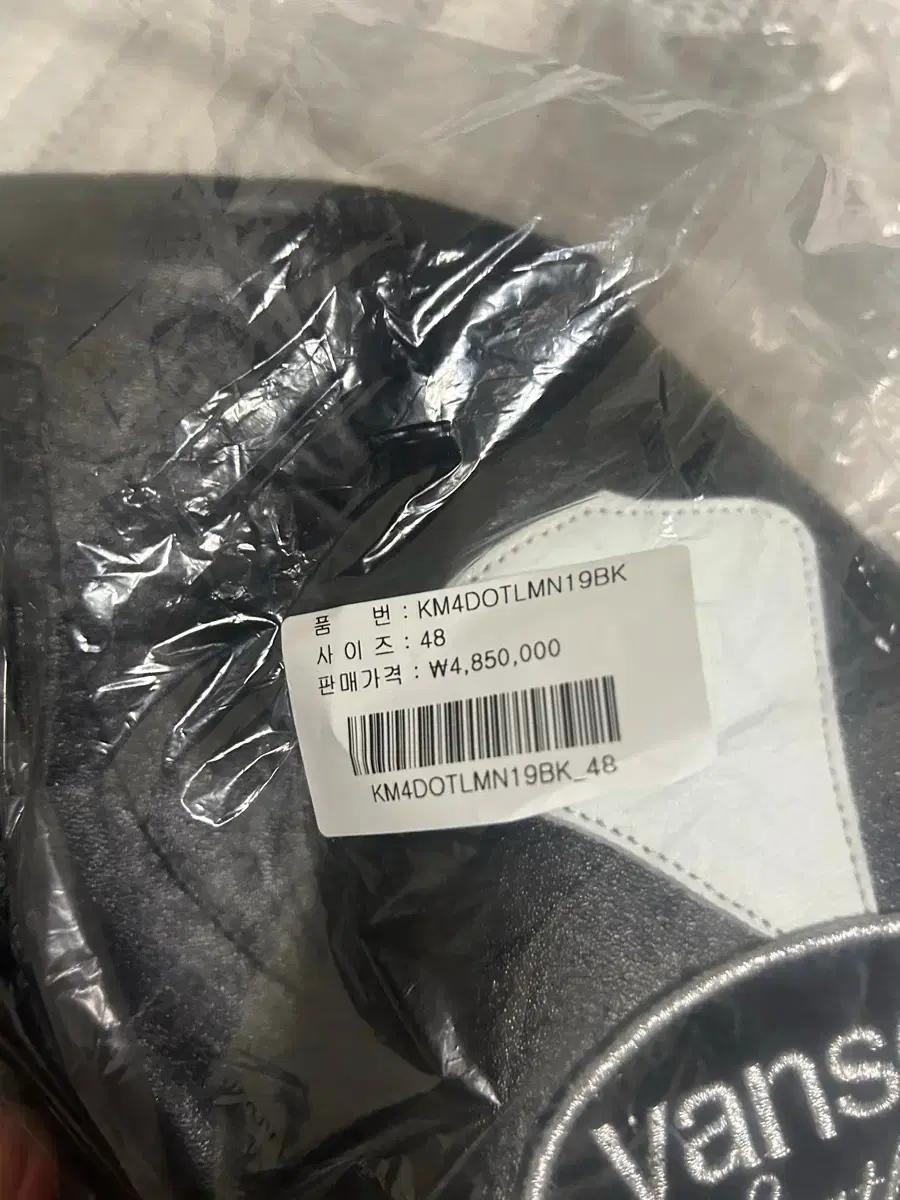 품 번 : KM4DOTLMN19BK
사 이 즈 : 48
판매가격 : ₩4,850,000
KM4DOTLMN19BK_48
vans